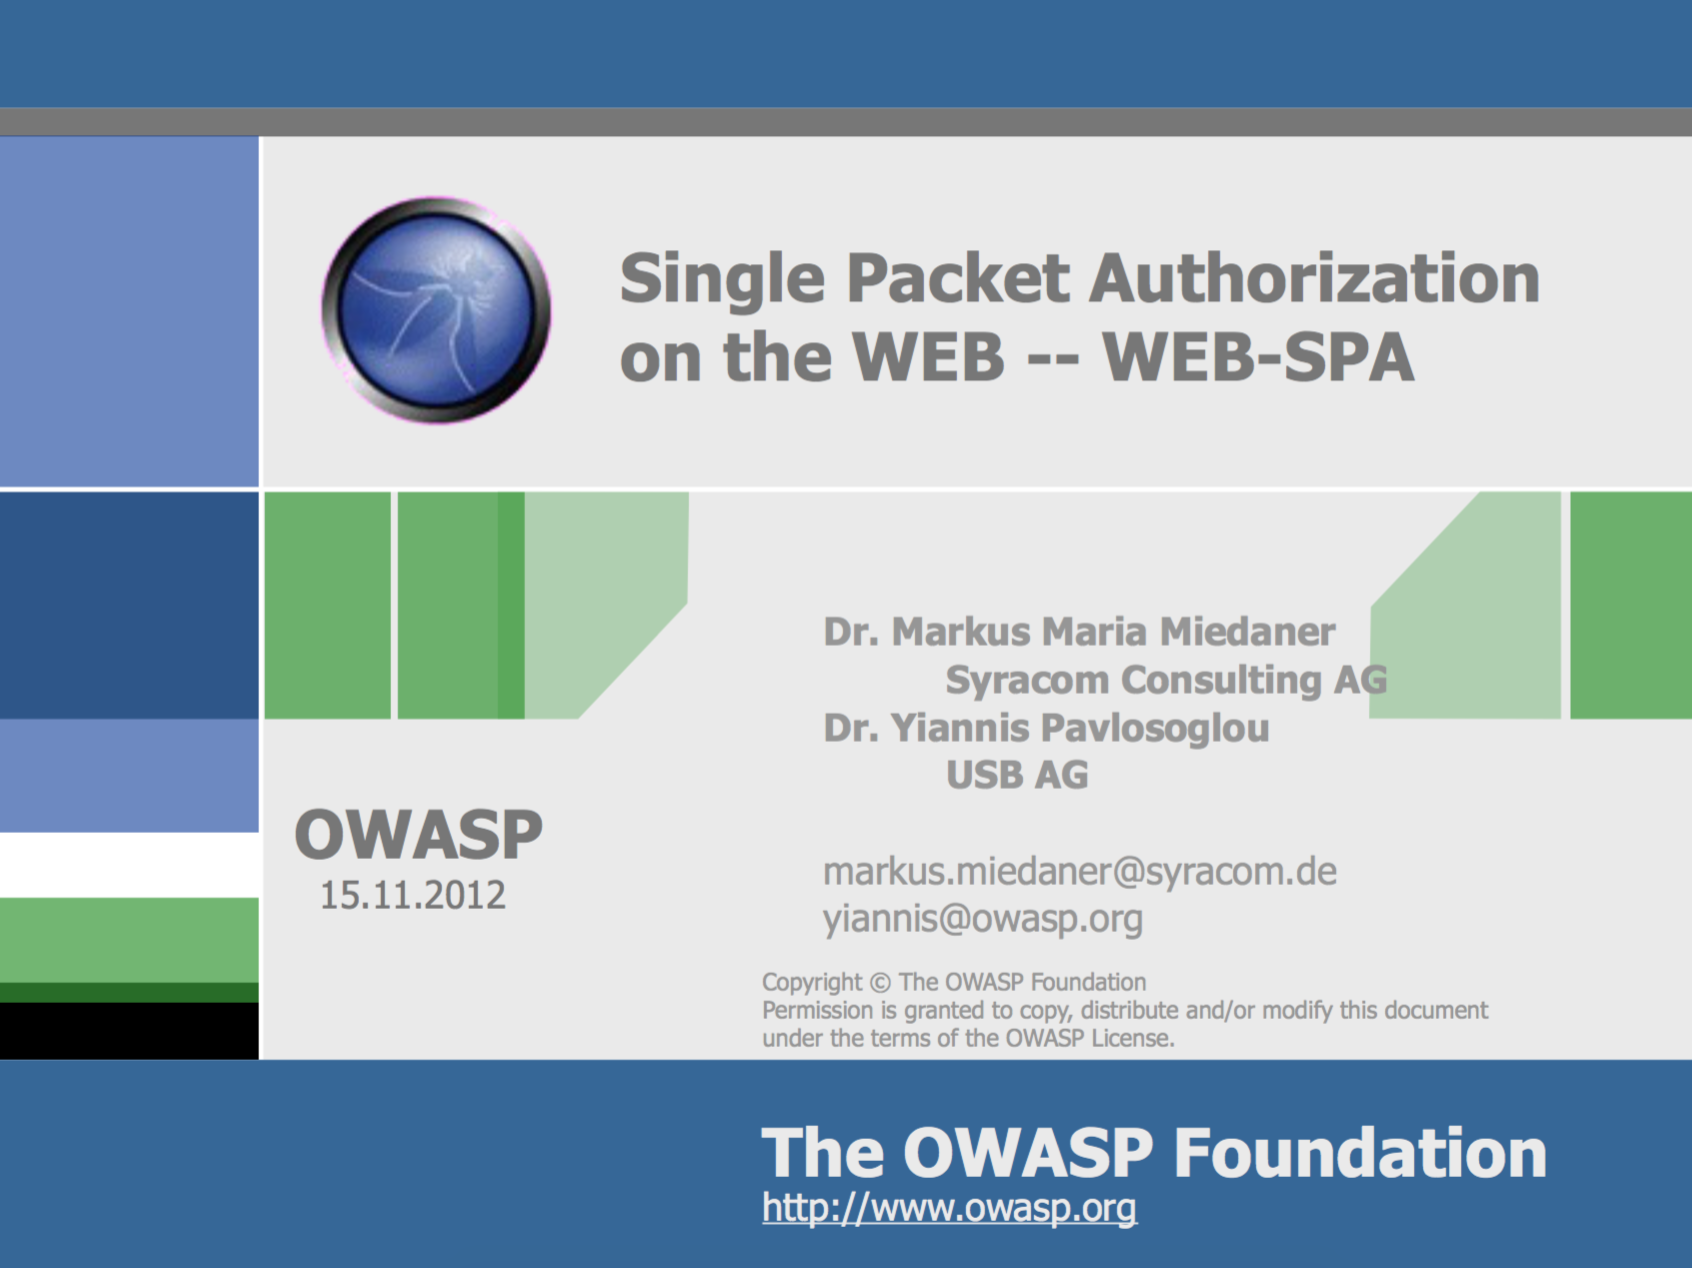 Single Packet Authorization
on the WEB -- WEB-SPA
Dr. Markus Maria Miedaner
Syracom Consulting AG
Dr. Yiannis Pavlosoglou
USB AG
OWASP
15.11.2012
markus.miedaner@syracom.de
yiannis@owasp.org
Copyright © The OWASP Foundation
Permission is granted to copy, distribute and/or modify this document
under the terms of the OWASP License.
The OWASP Foundation
http://www.owasp.org